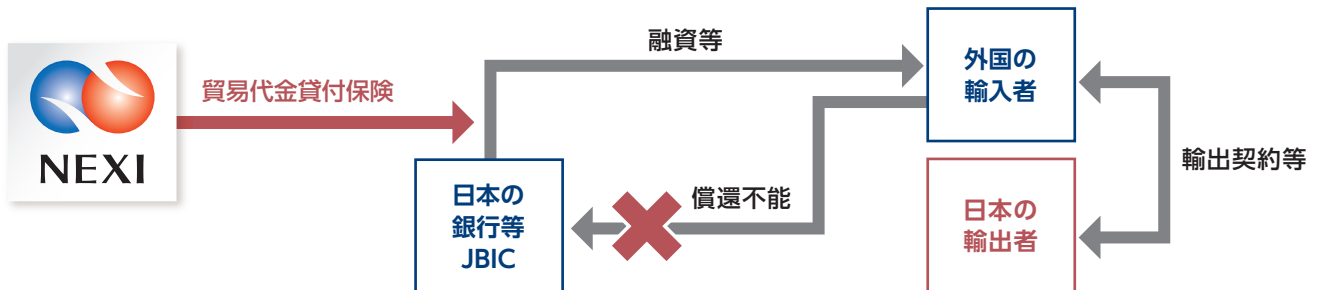 融資等
外国の
輸入者
貿易代金貸付保険
NEXI
輸出契約等
日本の
銀行等
JBIC
償還不能
日本の
輸出者